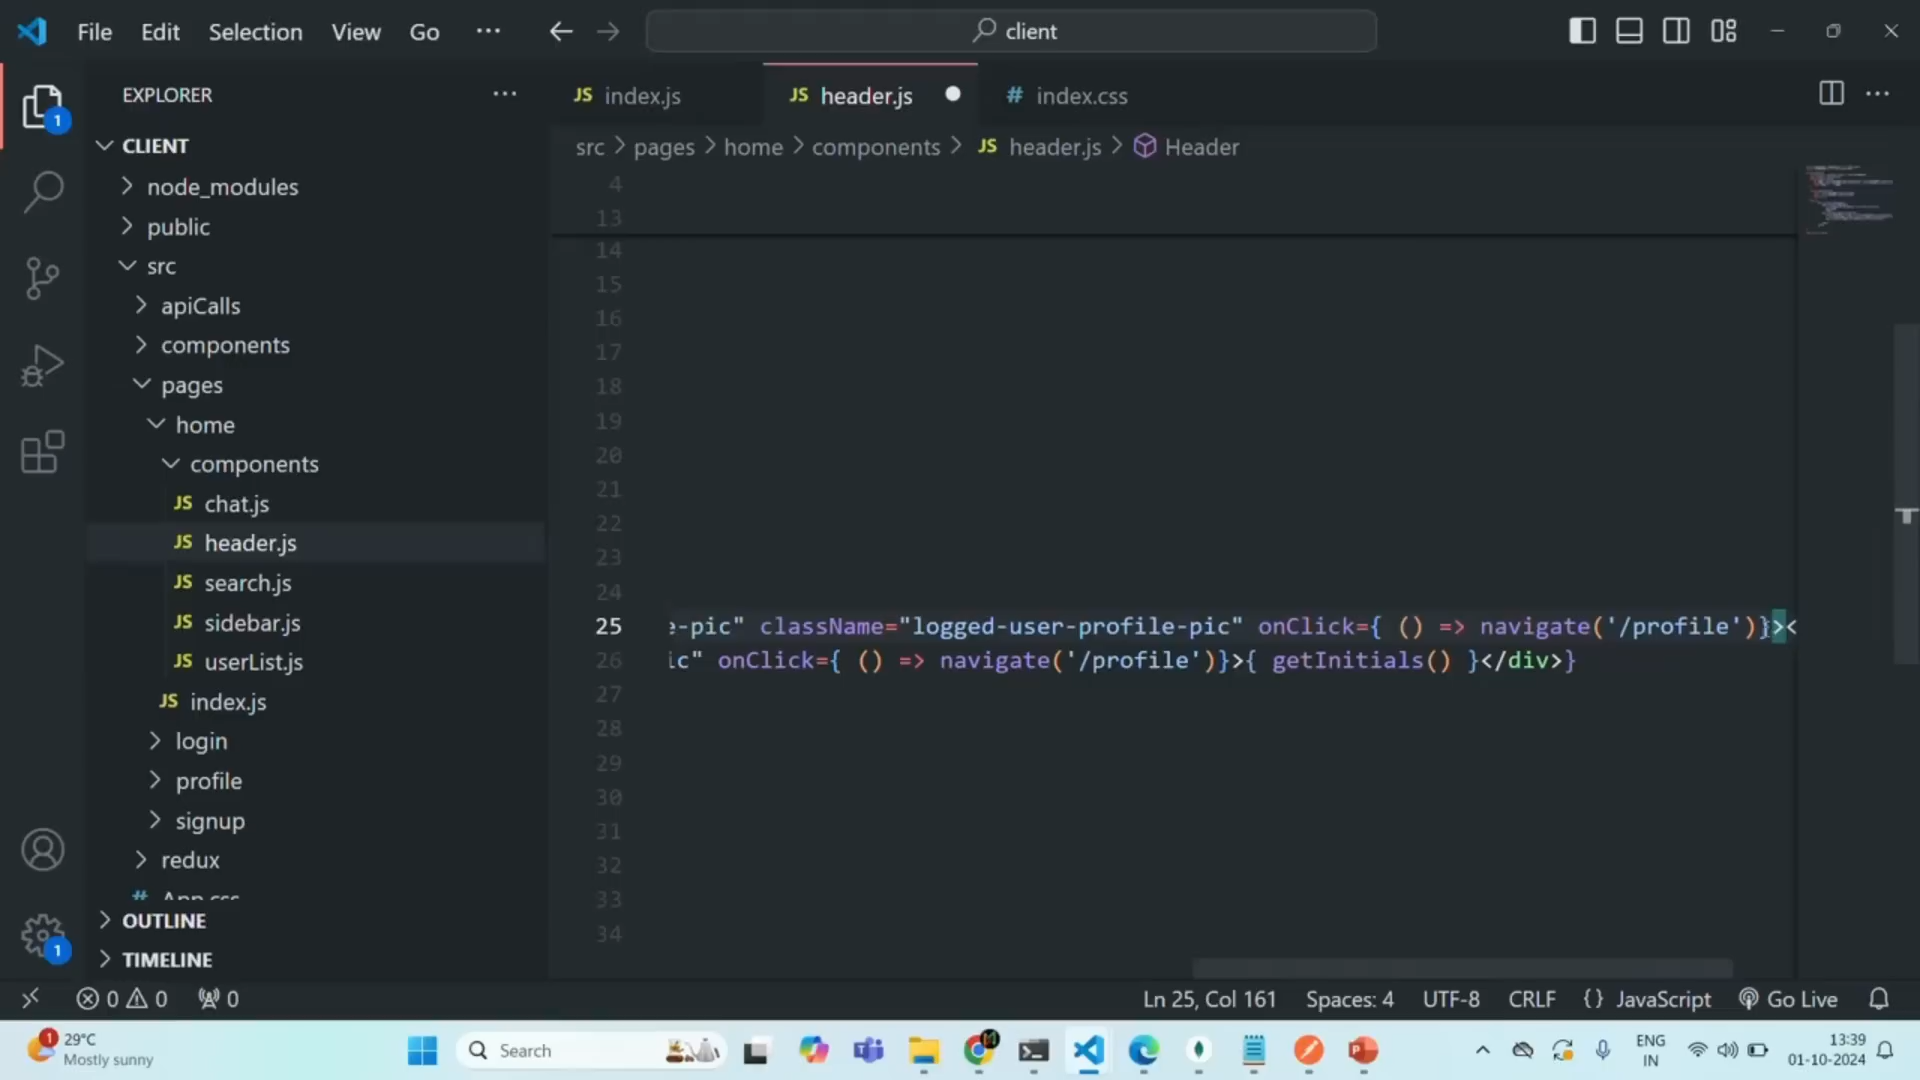 File Edit Selection View Go ··· client
EXPLORER ···
1
CLIENT
node_modules
public
src
apiCalls
components
pages
home
components
JS chat.js
JS header.js
JS search.js
JS sidebar.js
JS userList.js
JS index.js
login
profile
signup
redux
# App.css
OUTLINE
TIMELINE
1
JS index.js JS header.js # index.css
src > pages > home > components > JS header.js > Header
4
13
14
15
16
17
18
19
20
21
22
23
24
25 e-pic" className="logged-user-profile-pic" onClick={ () => navigate('/profile')}><
26 ic" onClick={ () => navigate('/profile')}>{ getInitials() }</div>}
27
28
29
30
31
32
33
34
0 0 0 Ln 25, Col 161 Spaces: 4 UTF-8 CRLF {} JavaScript Go Live
1 29°C
Mostly sunny
Search
ENG
IN
13:39
01-10-2024